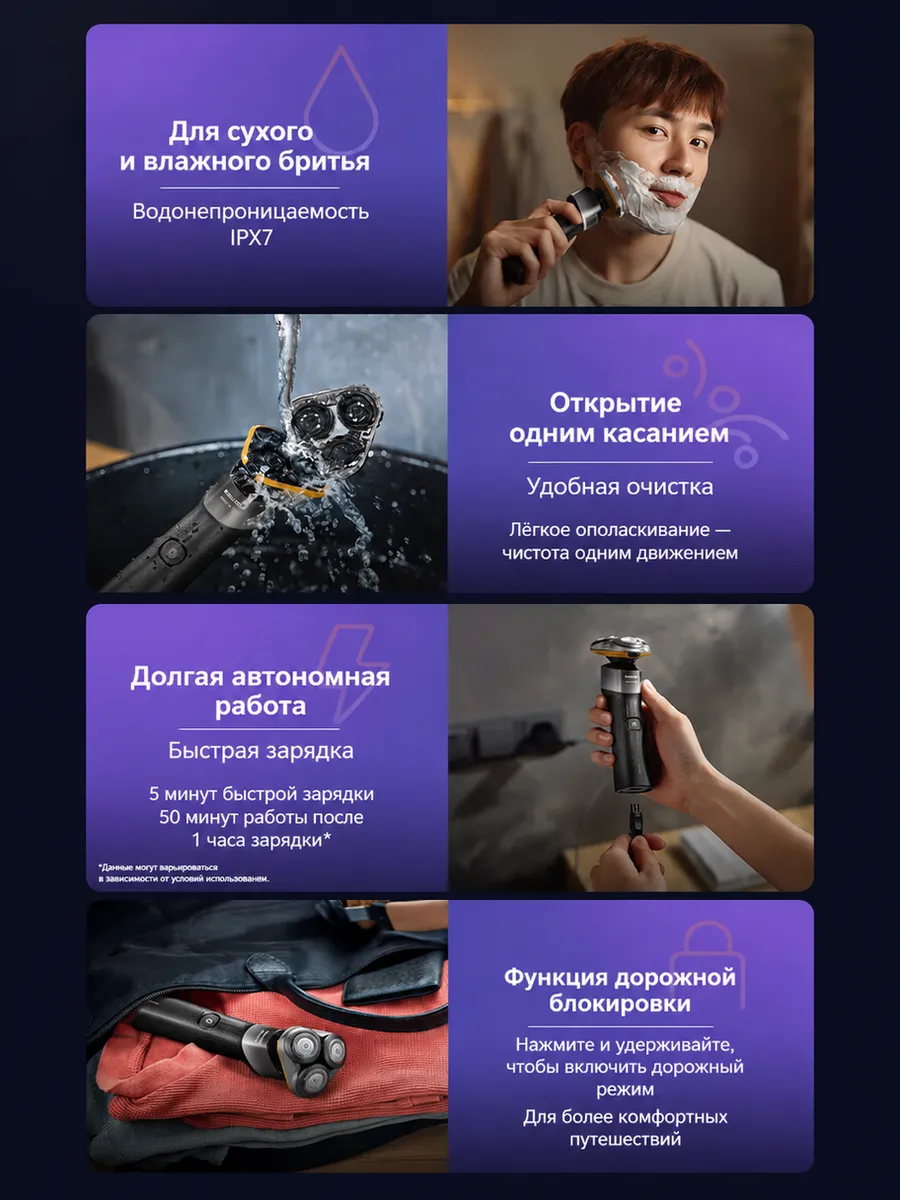 Для сухого
и влажного бритья
Водонепроницаемость
IPX7
Открытие
одним касанием
Удобная очистка
Лёгкое ополаскивание —
чистота одним движением
Долгая автономная
работа
Быстрая зарядка
5 минут быстрой зарядки
50 минут работы после
1 часа зарядки*
*Данные могут варьироваться
в зависимости от условий использованем.
Функция дорожной
блокировки
Нажмите и удерживайте,
чтобы включить дорожный
режим
Для более комфортных
путешествий